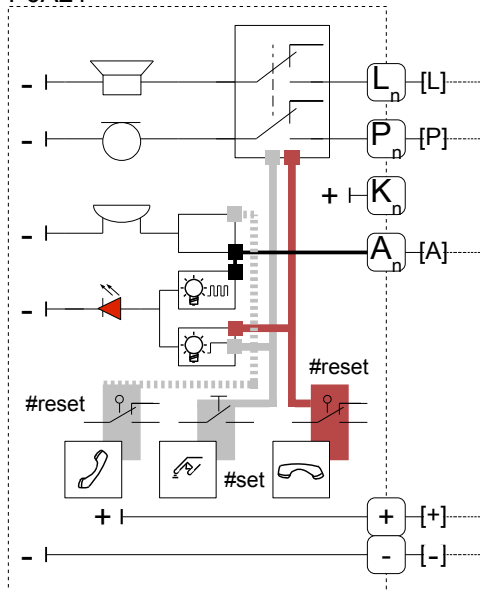 - Ln [L]
- Pn [P]
+ Kn
- An [A]
-
#reset
#reset
#set
+ + [+]
- - [-]